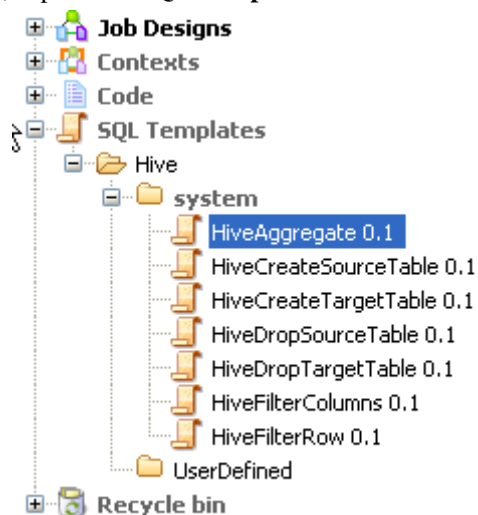 Job Designs
Contexts
Code
SQL Templates
Hive
system
HiveAggregate 0.1
HiveCreateSourceTable 0.1
HiveCreateTargetTable 0.1
HiveDropSourceTable 0.1
HiveDropTargetTable 0.1
HiveFilterColumns 0.1
HiveFilterRow 0.1
UserDefined
Recycle bin